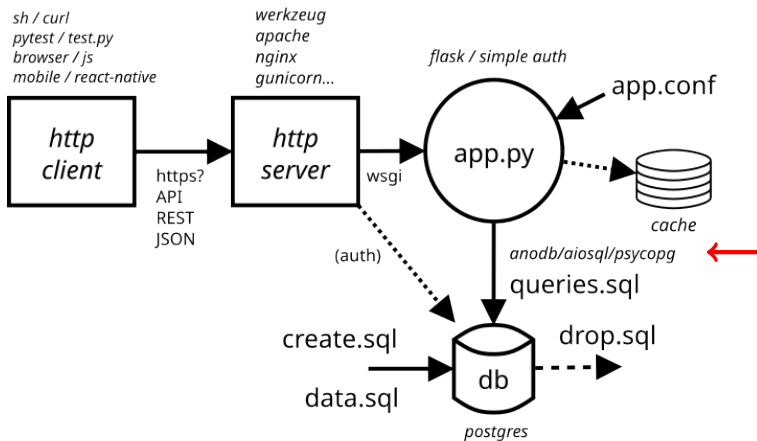 sh / curl
pytest / test.py
browser / js
mobile / react-native
http
client
https?
API
REST
JSON
werkzeug
apache
nginx
gunicorn...
http
server
wsgi
(auth)
flask / simple auth
app.py
app.conf
cache
anodb/aiosql/psycopg
queries.sql
create.sql
data.sql
db
postgres
drop.sql